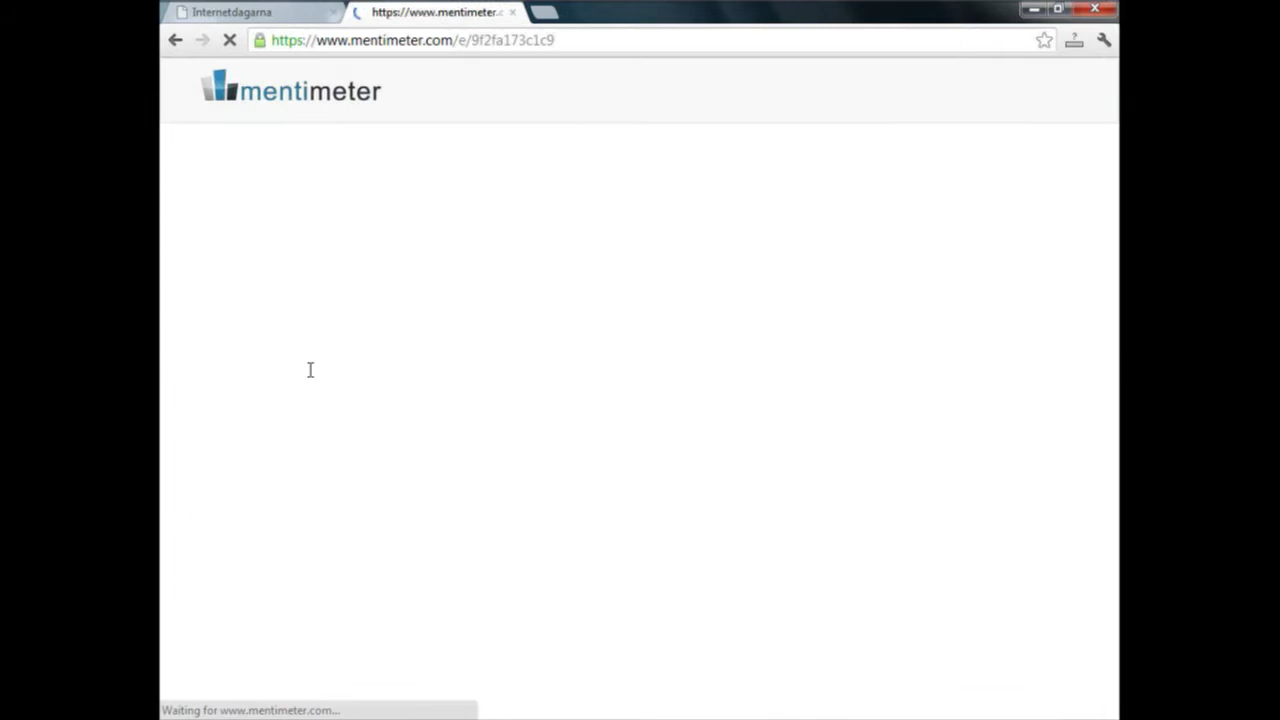 Internetdagarna
https://www.mentimeter.c
https://www.mentimeter.com/e/9f2fa173c1c9
mentimeter
Waiting for www.mentimeter.com...